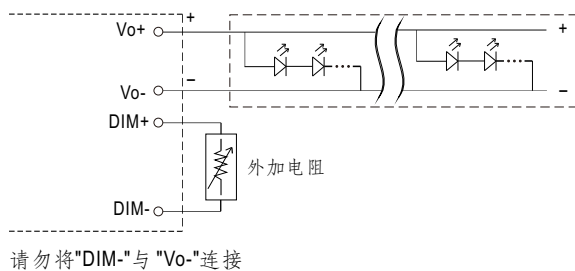 Vo+
+
+
Vo-
−
−
DIM+
外加电阻
DIM-
请勿将"DIM-"与 "Vo-"连接